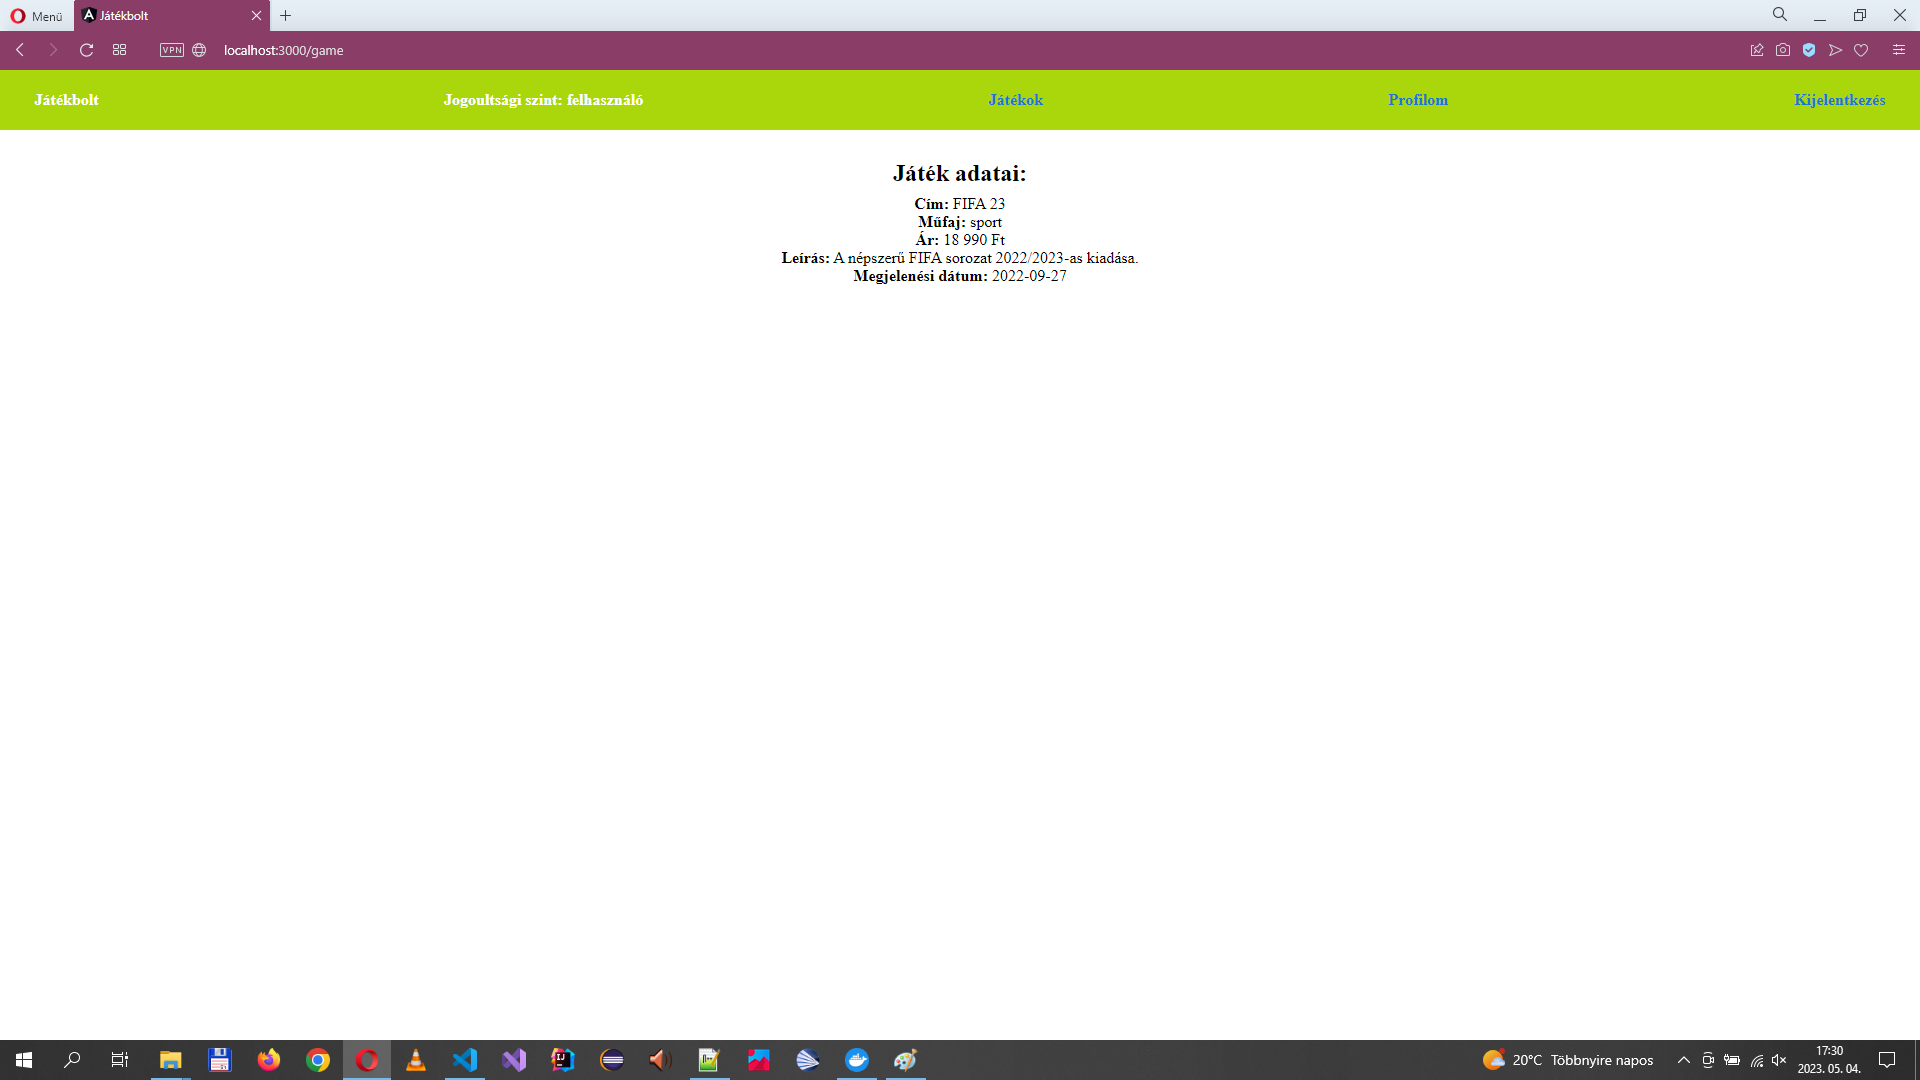 Menü
Játékbolt
VPN
localhost:3000/game
Játékbolt
Jogoultsági szint: felhasználó
Játékok
Profilom
Kijelentkezés
Játék adatai:
Cím: FIFA 23
Műfaj: sport
Ár: 18 990 Ft
Leírás: A népszerű FIFA sorozat 2022/2023-as kiadása.
Megjelenési dátum: 2022-09-27
20°C Többnyire napos
17:30
2023. 05. 04.